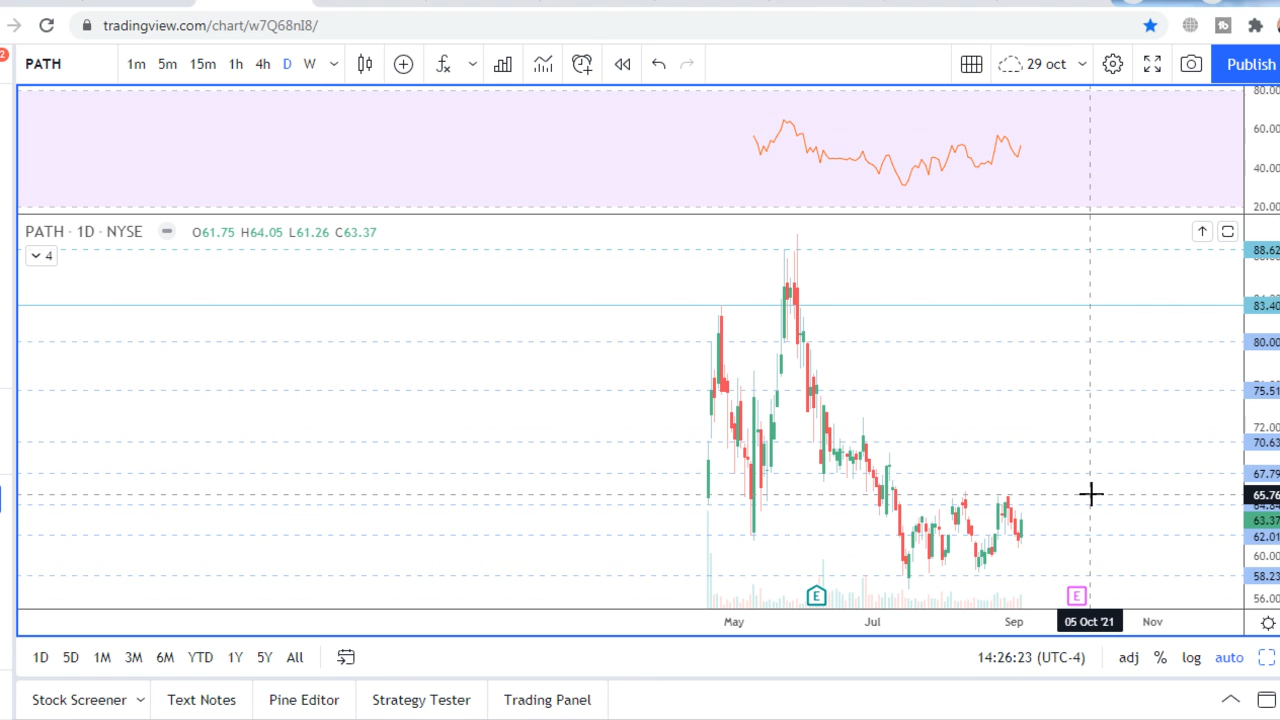 tradingview.com/chart/w7Q68nI8/
2
PATH 1m 5m 15m 1h 4h D W 29 oct Publish
80.00
60.00
40.00
20.00
PATH · 1D · NYSE O61.75 H64.05 L61.26 C63.37
4
88.62
83.40
80.00
75.51
72.00
70.63
67.79
65.76
63.37
62.01
60.00
58.23
56.00
E E
May Jul Sep 05 Oct '21 Nov
1D 5D 1M 3M 6M YTD 1Y 5Y All 14:26:23 (UTC-4) adj % log auto
Stock Screener Text Notes Pine Editor Strategy Tester Trading Panel